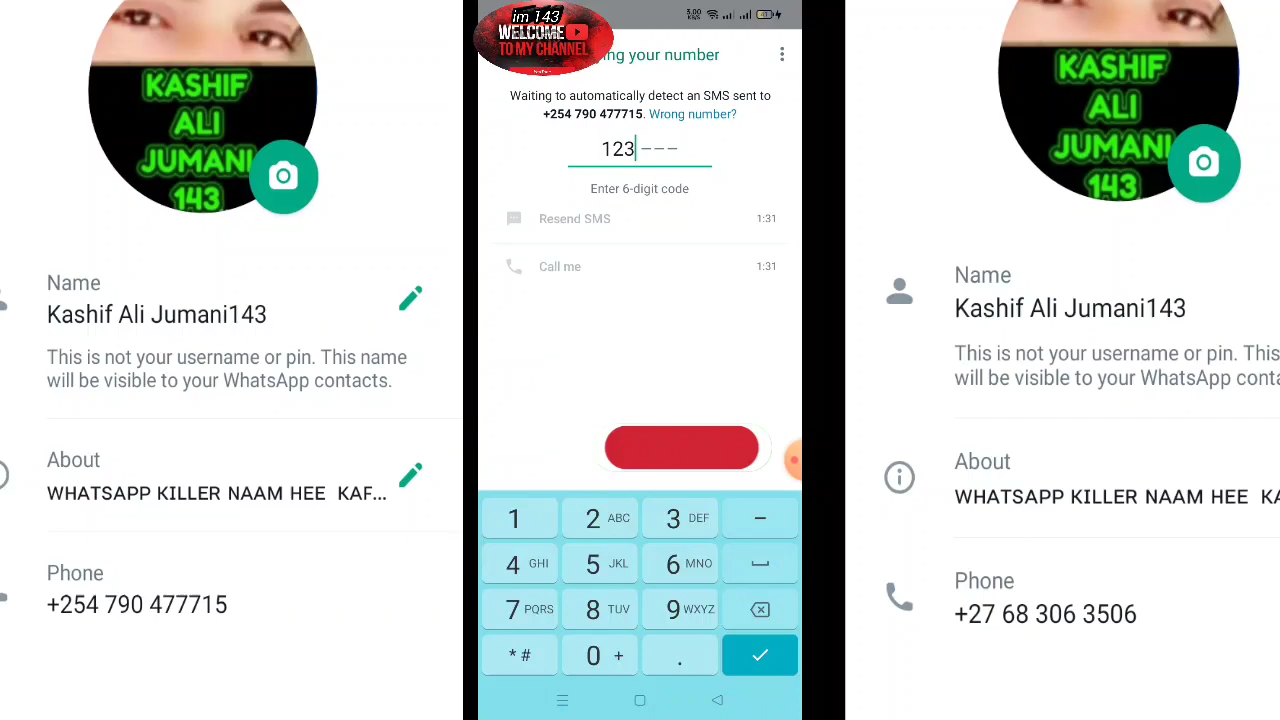 KASHIF
ALI
JUMANI
143
Name
Kashif Ali Jumani143
This is not your username or pin. This name
will be visible to your WhatsApp contacts.
About
WHATSAPP KILLER NAAM HEE KAF...
Phone
+254 790 477715
im 143
WELCOME
TO MY CHANNEL
3.00
KB/S
ing your number
Waiting to automatically detect an SMS sent to
+254 790 477715. Wrong number?
123
Enter 6-digit code
Resend SMS 1:31
Call me 1:31
1 2 ABC 3 DEF –
4 GHI 5 JKL 6 MNO
7 PQRS 8 TUV 9 WXYZ
* # 0 + .
KASHIF
ALI
JUMANI
143
Name
Kashif Ali Jumani143
This is not your username or pin. This
will be visible to your WhatsApp conta
About
WHATSAPP KILLER NAAM HEE KA
Phone
+27 68 306 3506